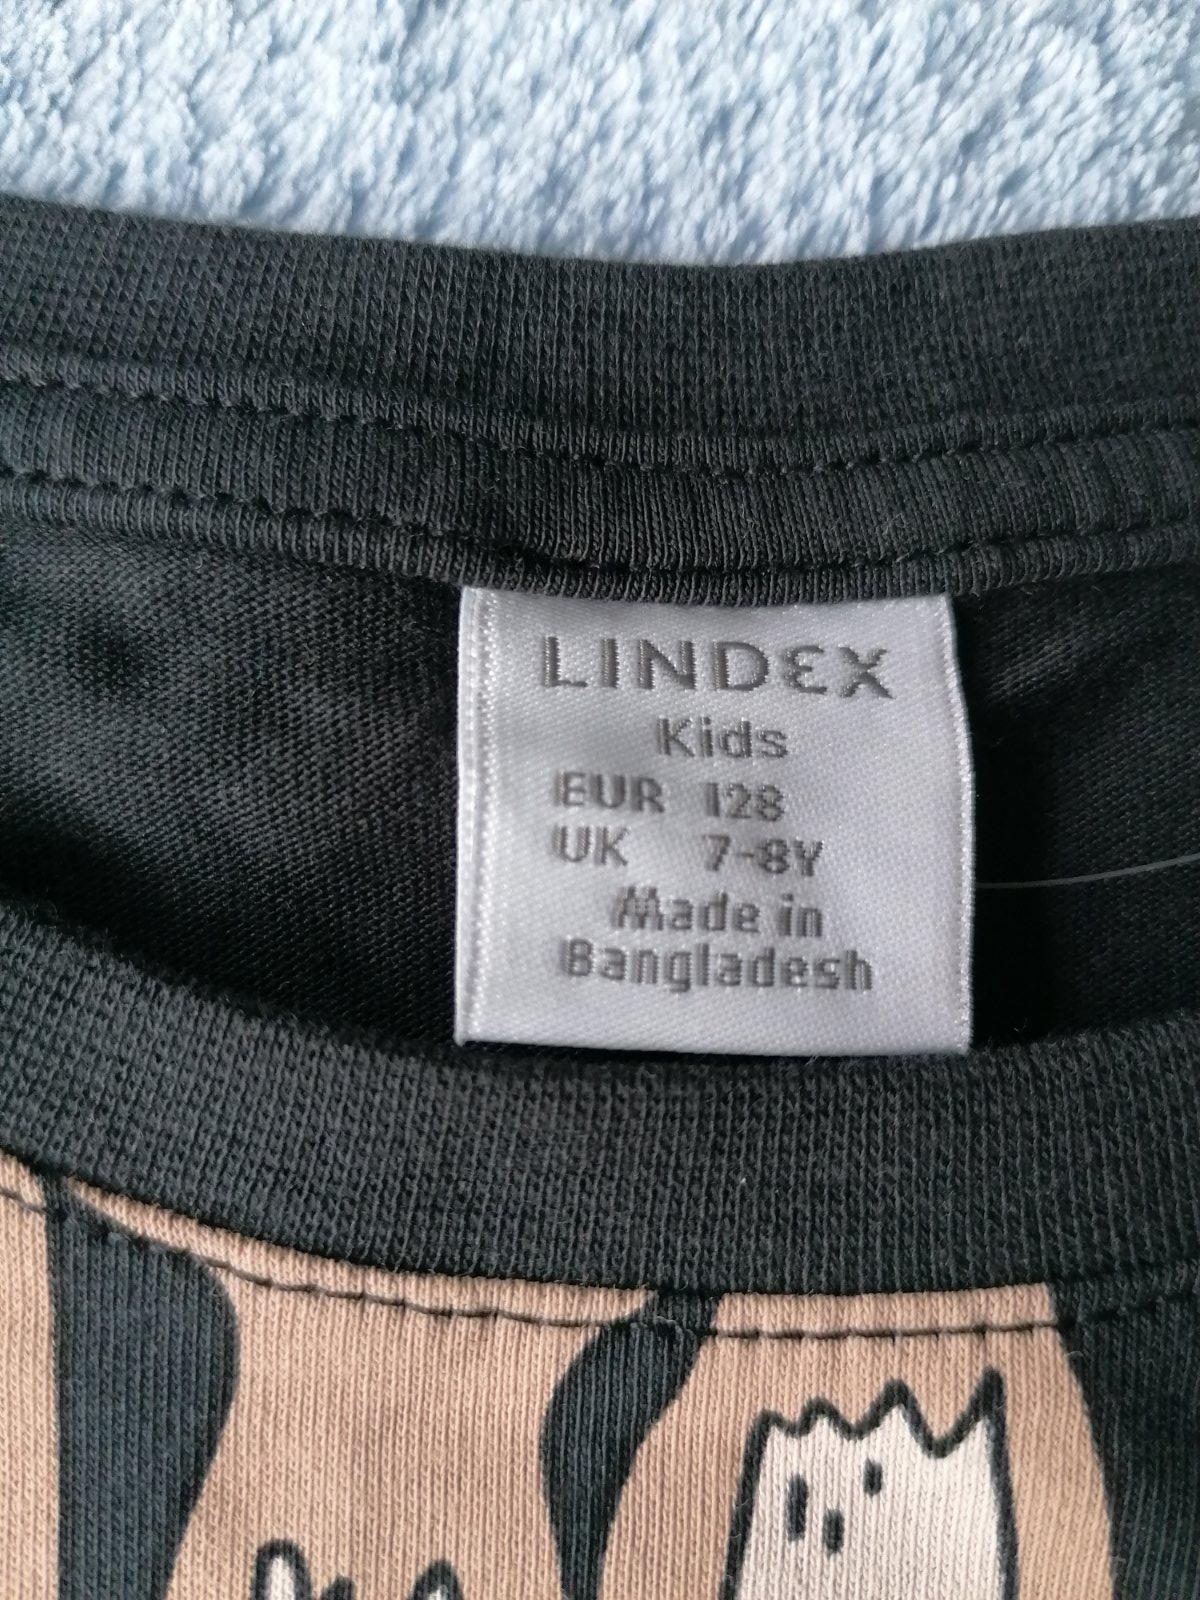 LINDEX
Kids
EUR 128
UK 7-8Y
Made in
Bangladesh